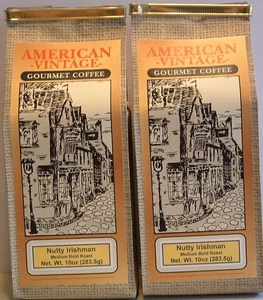 AMERICAN
-VINTAGE-
GOURMET COFFEE
Nutty Irishman
Medium Bold Roast
Net. Wt. 10oz (283.5g)
AMERICAN
-VINTAGE-
GOURMET COFFEE
Nutty Irishman
Medium Bold Roast
Net. Wt. 10oz (283.5g)